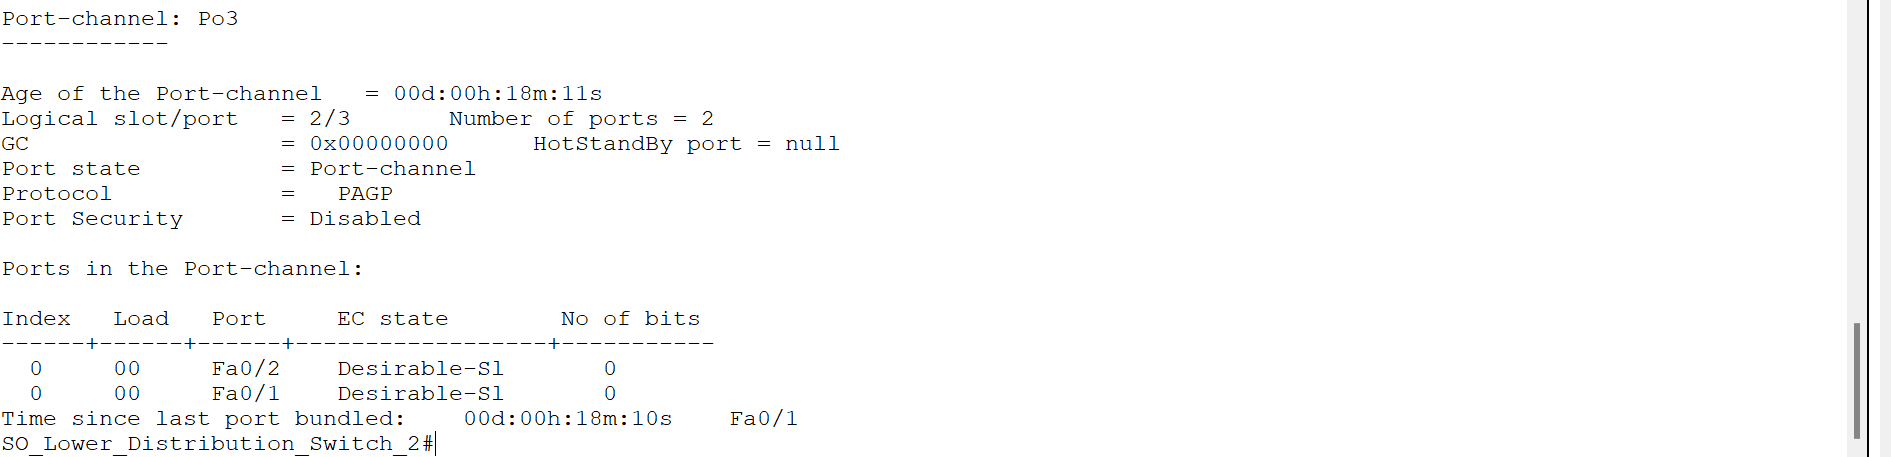 Port-channel: Po3
------------
Age of the Port-channel   = 00d:00h:18m:11s
Logical slot/port   = 2/3       Number of ports = 2
GC                  = 0x00000000      HotStandBy port = null
Port state          = Port-channel
Protocol            =   PAGP
Port Security       = Disabled
Ports in the Port-channel:
Index   Load   Port     EC state        No of bits
------+------+------+------------------+-----------
  0     00     Fa0/2    Desirable-Sl       0
  0     00     Fa0/1    Desirable-Sl       0
Time since last port bundled:    00d:00h:18m:10s    Fa0/1
SO_Lower_Distribution_Switch_2#